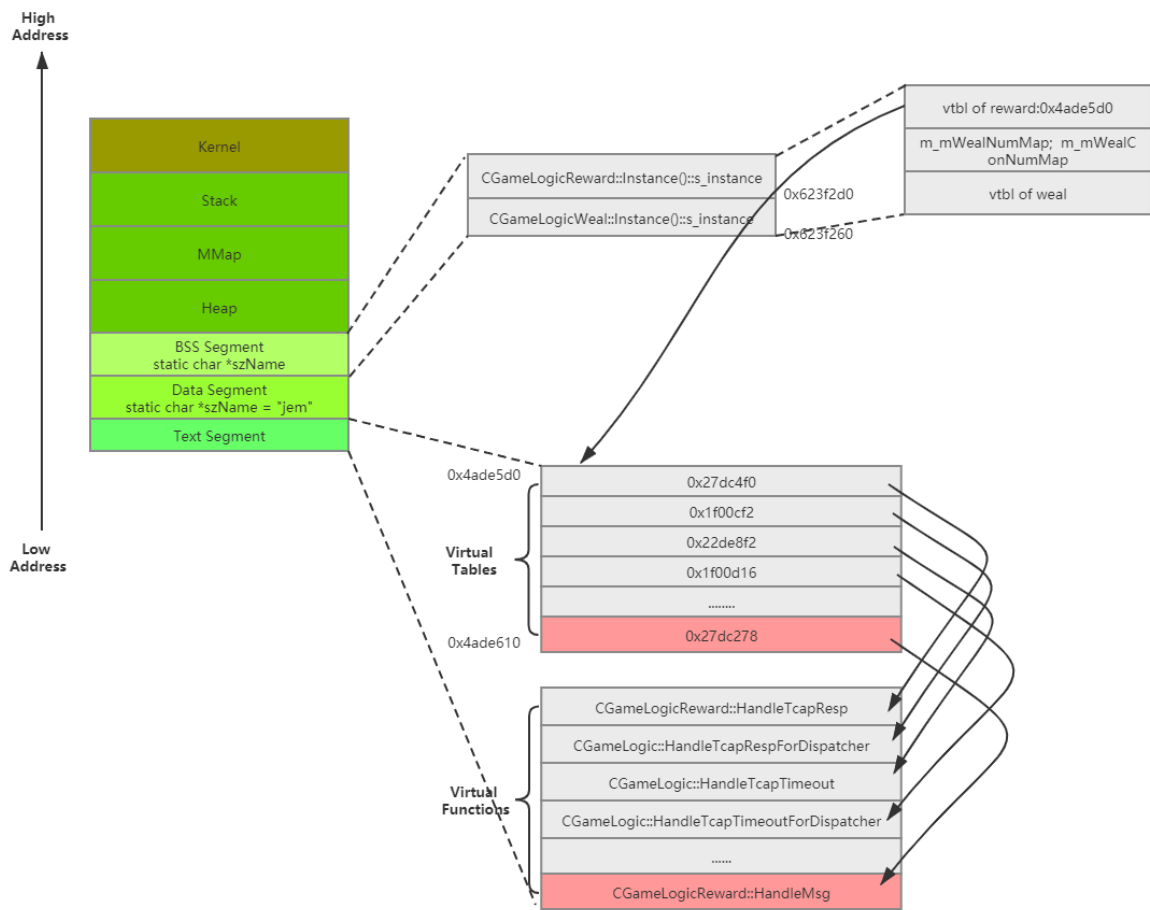 High
Address
Kernel
Stack
MMap
Heap
BSS Segment
static char *szName
Data Segment
static char *szName = "jem"
Text Segment
Low
Address
CGameLogicReward::Instance()::s_instance
CGameLogicWeal::Instance()::s_instance
0x623f2d0
0x623f260
vtbl of reward:0x4ade5d0
m_mWealNumMap; m_mWealC
onNumMap
vtbl of weal
0x4ade5d0
Virtual
Tables
0x4ade610
0x27dc4f0
0x1f00cf2
0x22de8f2
0x1f00d16
........
0x27dc278
Virtual
Functions
CGameLogicReward::HandleTcapResp
CGameLogic::HandleTcapRespForDispatcher
CGameLogic::HandleTcapTimeout
CGameLogic::HandleTcapTimeoutForDispatcher
......
CGameLogicReward::HandleMsg